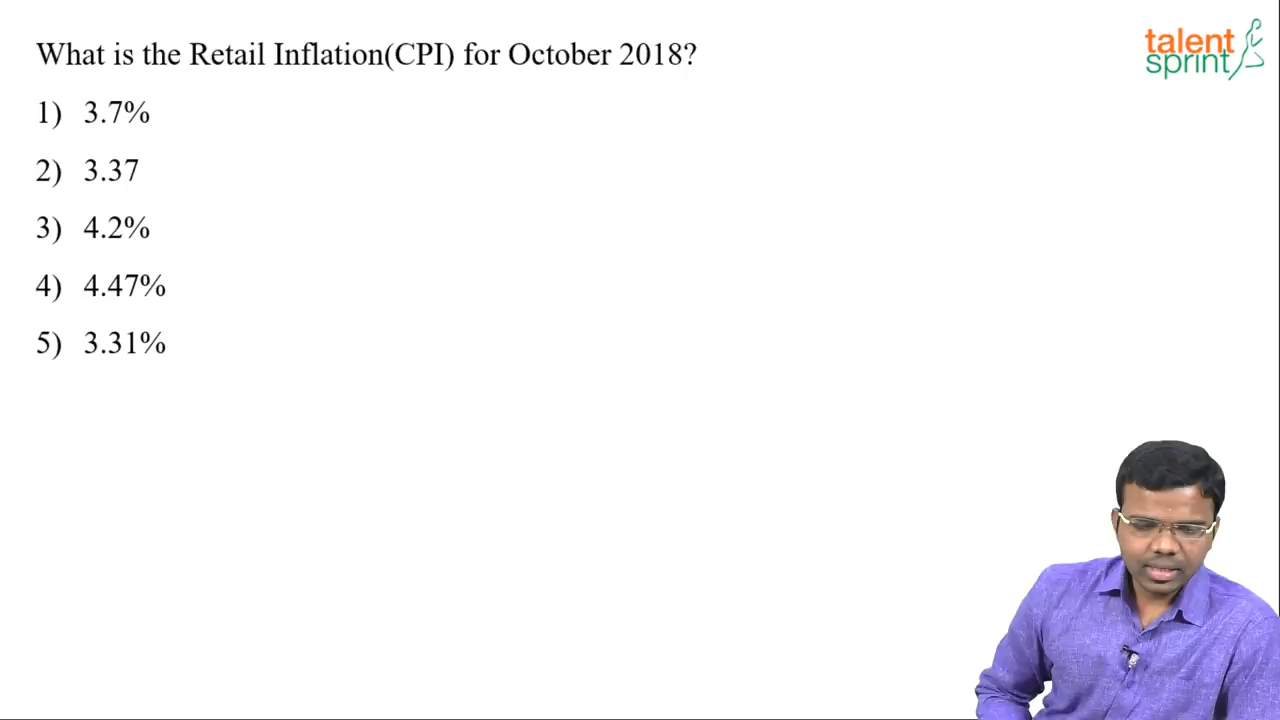 What is the Retail Inflation(CPI) for October 2018?
1) 3.7%
2) 3.37
3) 4.2%
4) 4.47%
5) 3.31%
talent
sprint